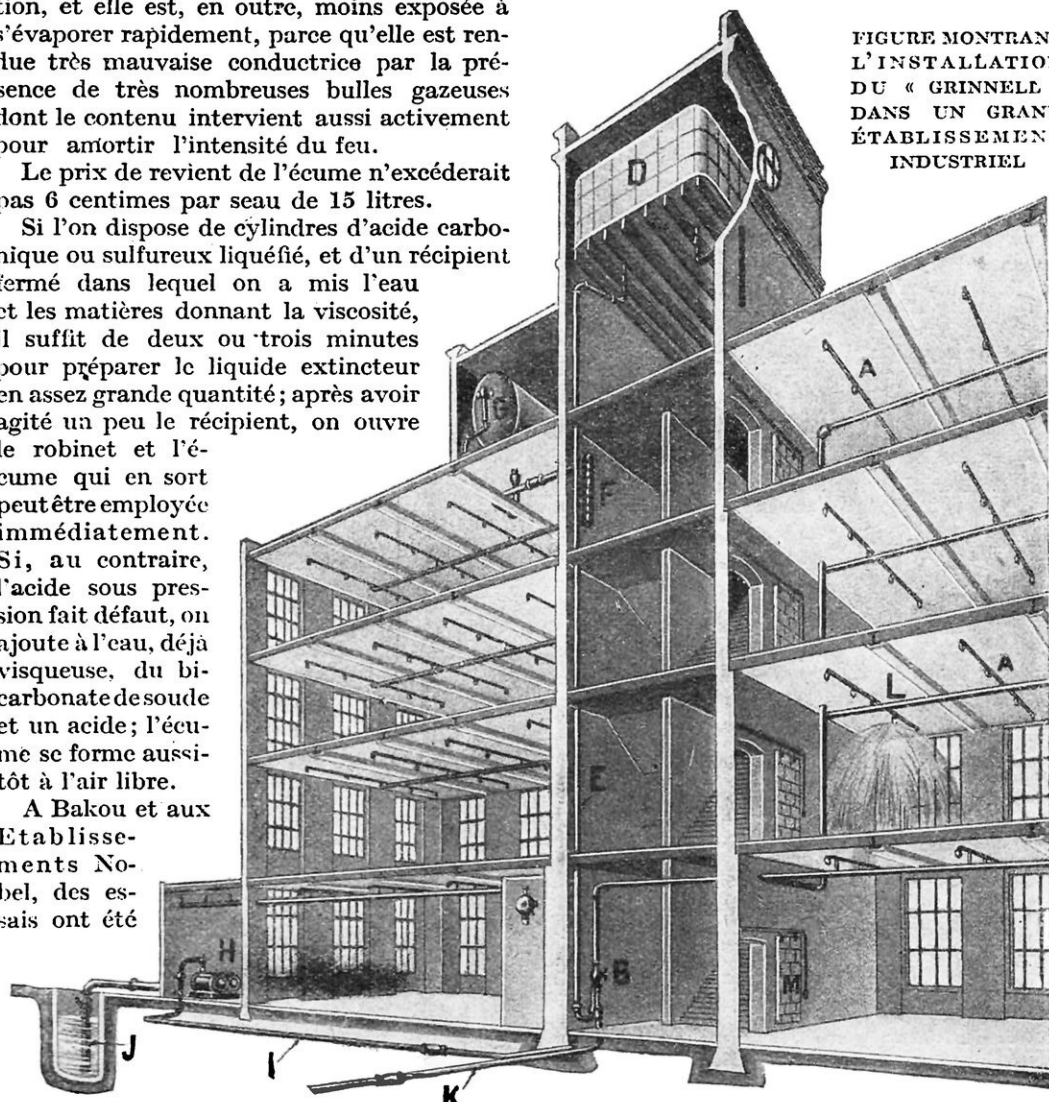 tion, et elle est, en outre, moins exposée à
s'évaporer rapidement, parce qu'elle est ren-
due très mauvaise conductrice par la pré-
sence de très nombreuses bulles gazeuses
dont le contenu intervient aussi activement
pour amortir l'intensité du feu.
Le prix de revient de l'écume n'excéderait
pas 6 centimes par seau de 15 litres.
Si l'on dispose de cylindres d'acide carbo-
nique ou sulfureux liquéfié, et d'un récipient
fermé dans lequel on a mis l'eau
et les matières donnant la viscosité,
il suffit de deux ou trois minutes
pour préparer le liquide extincteur
en assez grande quantité; après avoir
agité un peu le récipient, on ouvre
le robinet et l'é-
cume qui en sort
peut être employée
immédiatement.
Si, au contraire,
l'acide sous pres-
sion fait défaut, on
ajoute à l'eau, déjà
visqueuse, du bi-
carbonate de soude
et un acide; l'écu-
me se forme aussi-
tôt à l'air libre.
A Bakou et aux
Etablisse-
ments No-
bel, des es-
sais ont été
FIGURE MONTRAN
L'INSTALLATIO
DU « GRINNELL
DANS UN GRAN
ÉTABLISSEMEN
INDUSTRIEL
D
N
A
F
A
L
E
H
B
M
J
I
K